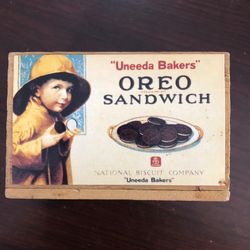 "Uneeda Bakers"
OREO
SANDWICH
NATIONAL BISCUIT COMPANY
"Uneeda Bakers"